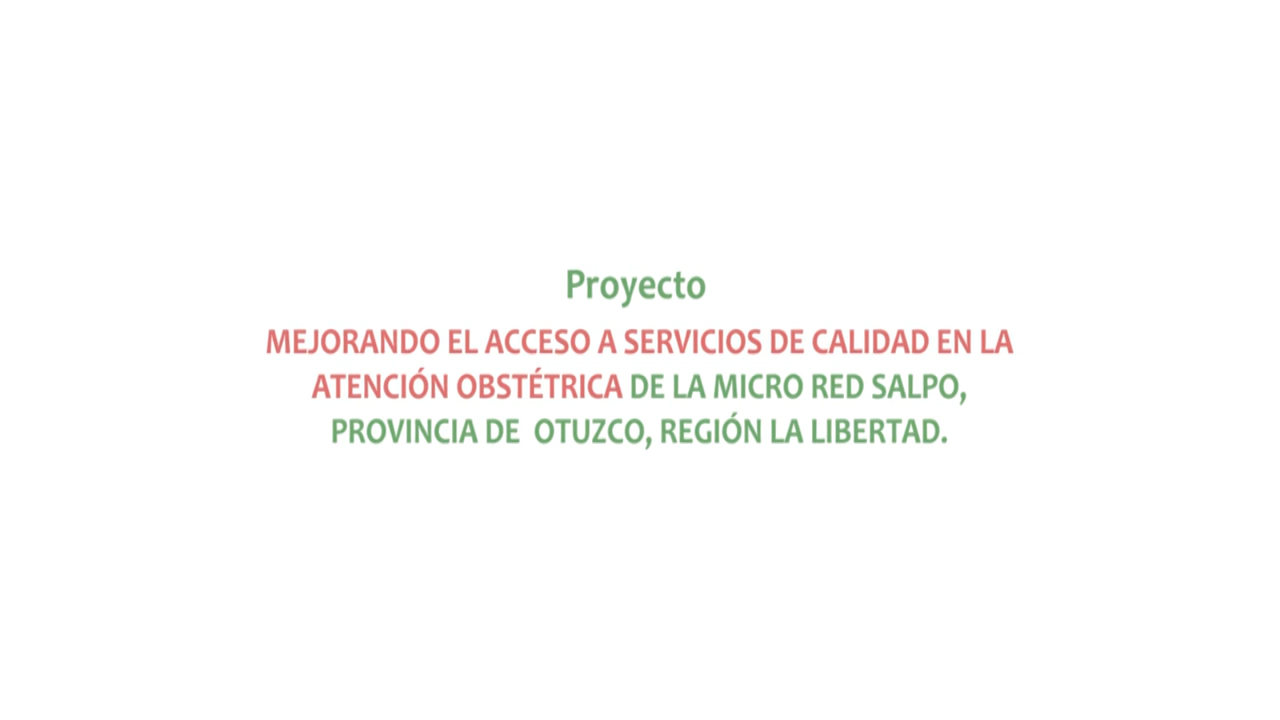 Proyecto
MEJORANDO EL ACCESO A SERVICIOS DE CALIDAD EN LA
ATENCIÓN OBSTÉTRICA DE LA MICRO RED SALPO,
PROVINCIA DE OTUZCO, REGIÓN LA LIBERTAD.